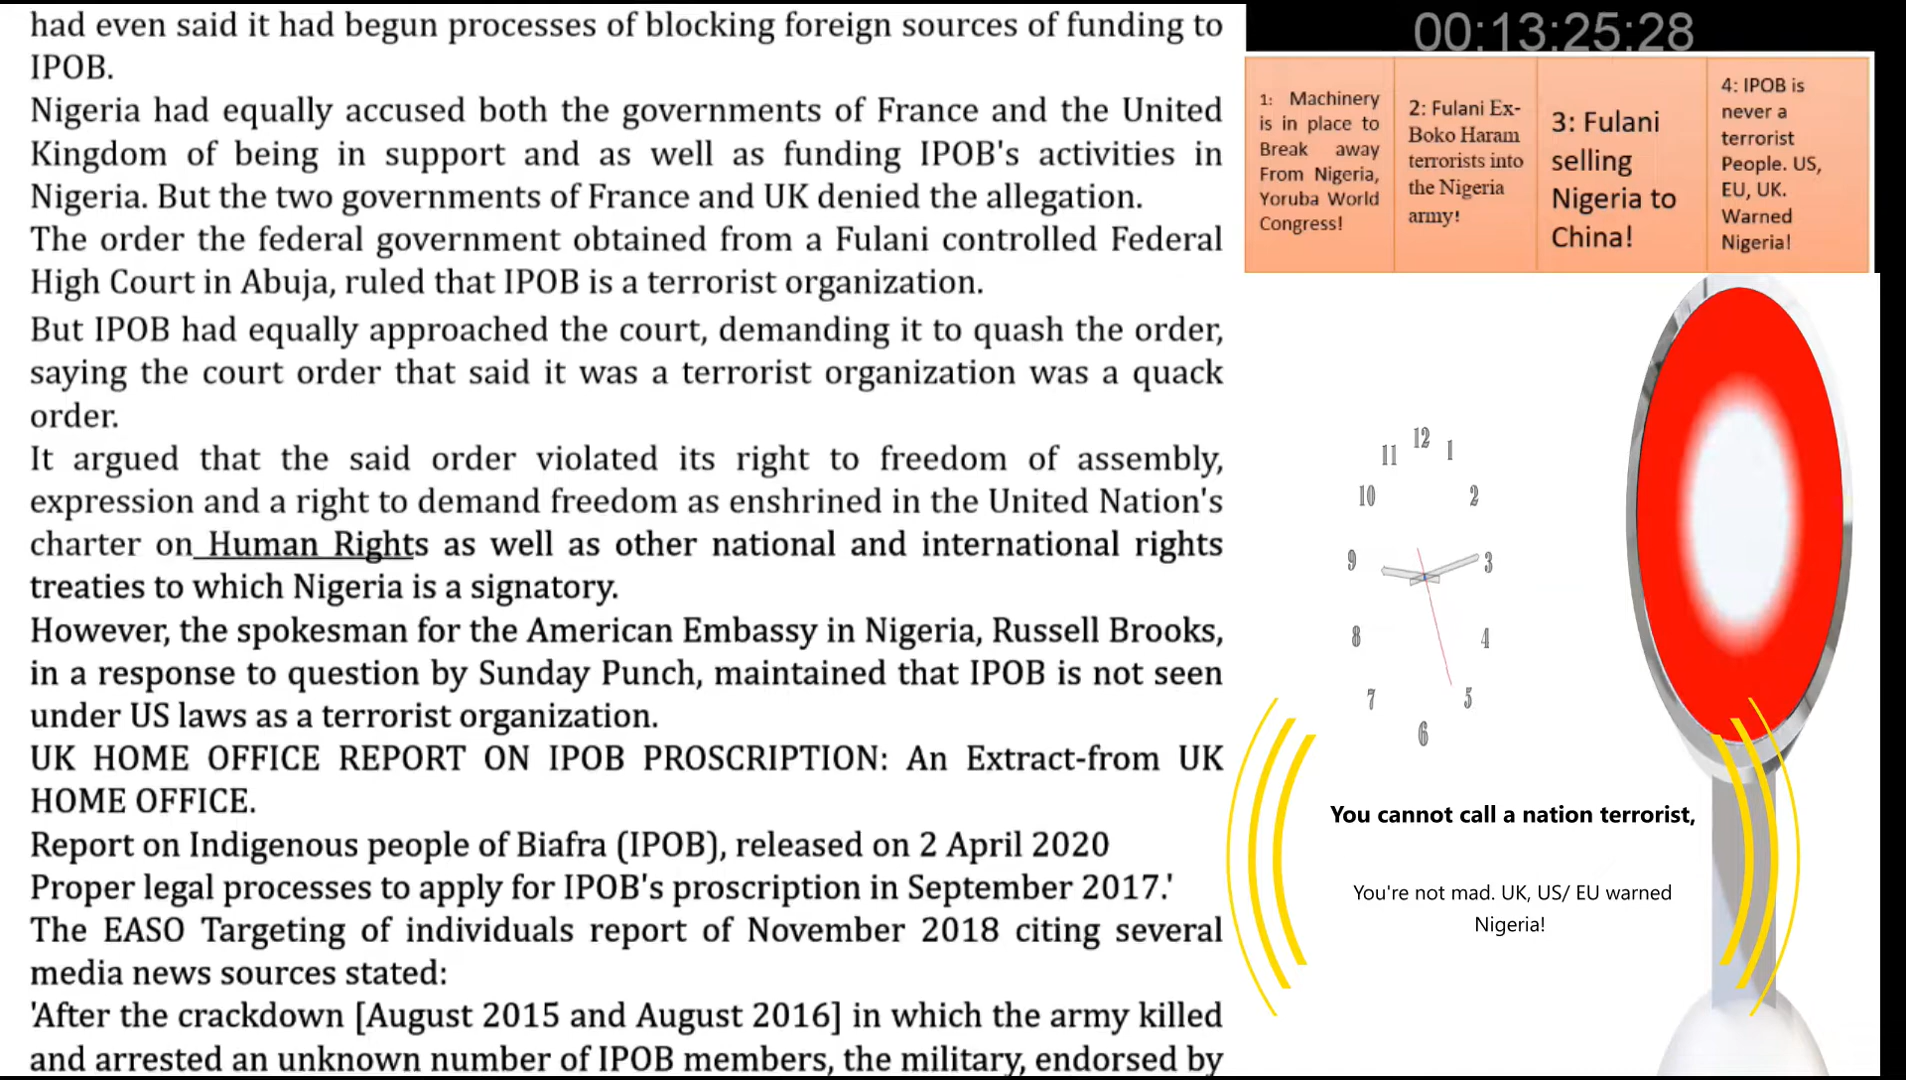 had even said it had begun processes of blocking foreign sources of funding to
IPOB.
Nigeria had equally accused both the governments of France and the United
Kingdom of being in support and as well as funding IPOB's activities in
Nigeria. But the two governments of France and UK denied the allegation.
The order the federal government obtained from a Fulani controlled Federal
High Court in Abuja, ruled that IPOB is a terrorist organization.
But IPOB had equally approached the court, demanding it to quash the order,
saying the court order that said it was a terrorist organization was a quack
order.
It argued that the said order violated its right to freedom of assembly,
expression and a right to demand freedom as enshrined in the United Nation's
charter on Human Rights as well as other national and international rights
treaties to which Nigeria is a signatory.
However, the spokesman for the American Embassy in Nigeria, Russell Brooks,
in a response to question by Sunday Punch, maintained that IPOB is not seen
under US laws as a terrorist organization.
UK HOME OFFICE REPORT ON IPOB PROSCRIPTION: An Extract-from UK
HOME OFFICE.
Report on Indigenous people of Biafra (IPOB), released on 2 April 2020
Proper legal processes to apply for IPOB's proscription in September 2017.'
The EASO Targeting of individuals report of November 2018 citing several
media news sources stated:
'After the crackdown [August 2015 and August 2016] in which the army killed
and arrested an unknown number of IPOB members, the military, endorsed by
00:13:25:28
1: Machinery
is in place to
Break away
From Nigeria,
Yoruba World
Congress!
2: Fulani Ex-
Boko Haram
terrorists into
the Nigeria
army!
3: Fulani
selling
Nigeria to
China!
4: IPOB is
never a
terrorist
People. US,
EU, UK.
Warned
Nigeria!
12
1
2
3
4
5
6
7
8
9
10
11
You cannot call a nation terrorist,
You're not mad. UK, US/ EU warned
Nigeria!